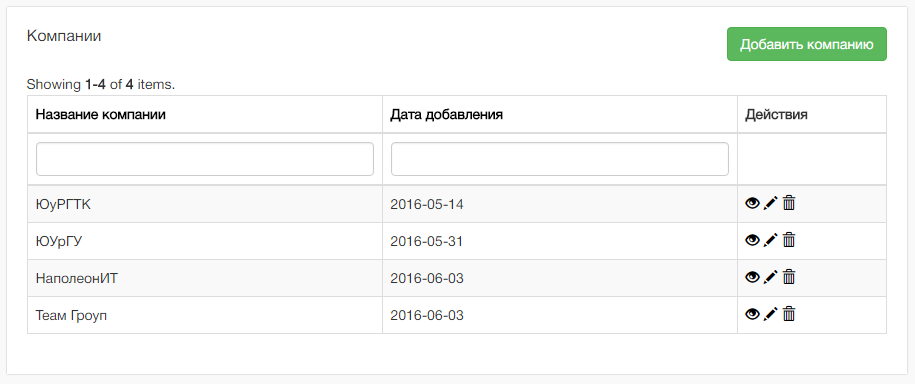 Компании
Добавить компанию
Showing 1-4 of 4 items.
Название компании Дата добавления Действия
ЮуРГТК 2016-05-14
ЮУрГУ 2016-05-31
НаполеонИТ 2016-06-03
Теам Гроуп 2016-06-03